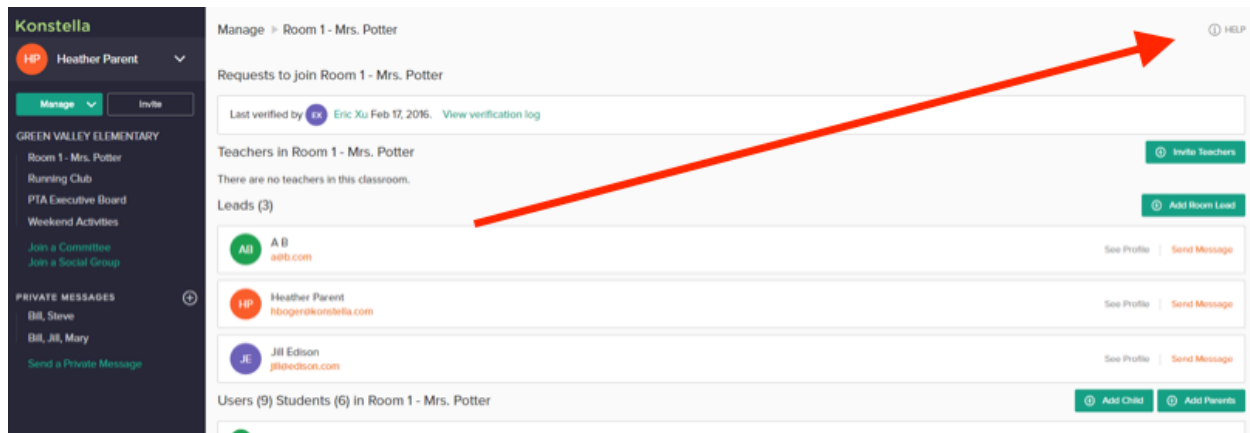 Konstella
HP Heather Parent
Manage
Invite
GREEN VALLEY ELEMENTARY
Room 1 - Mrs. Potter
Running Club
PTA Executive Board
Weekend Activities
Join a Committee
Join a Social Group
PRIVATE MESSAGES
Bill, Steve
Bill, Jill, Mary
Send a Private Message
Manage Room 1 - Mrs. Potter
HELP
Requests to join Room 1 - Mrs. Potter
Last verified by EX Eric Xu Feb 17, 2016. View verification log
Teachers in Room 1 - Mrs. Potter
Invite Teachers
There are no teachers in this classroom.
Leads (3)
Add Room Lead
AB
A B
a@b.com
See Profile
Send Message
HP
Heather Parent
hboger@konstella.com
See Profile
Send Message
JE
Jill Edison
jill@edison.com
See Profile
Send Message
Users (9) Students (6) in Room 1 - Mrs. Potter
Add Child
Add Parents